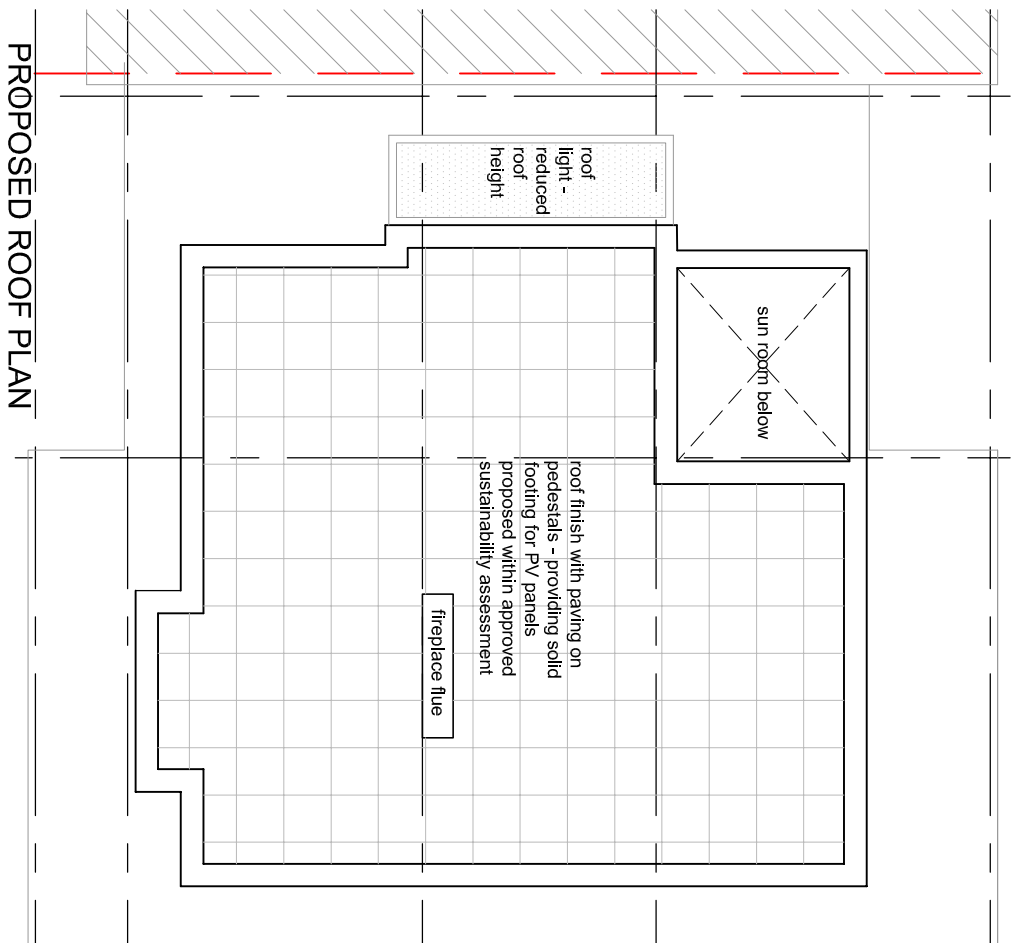 roof
light -
reduced
roof
height
sun room below
roof finish with paving on
pedestals - providing solid
footing for PV panels
proposed within approved
sustainability assessment
fireplace flue
PROPOSED ROOF PLAN